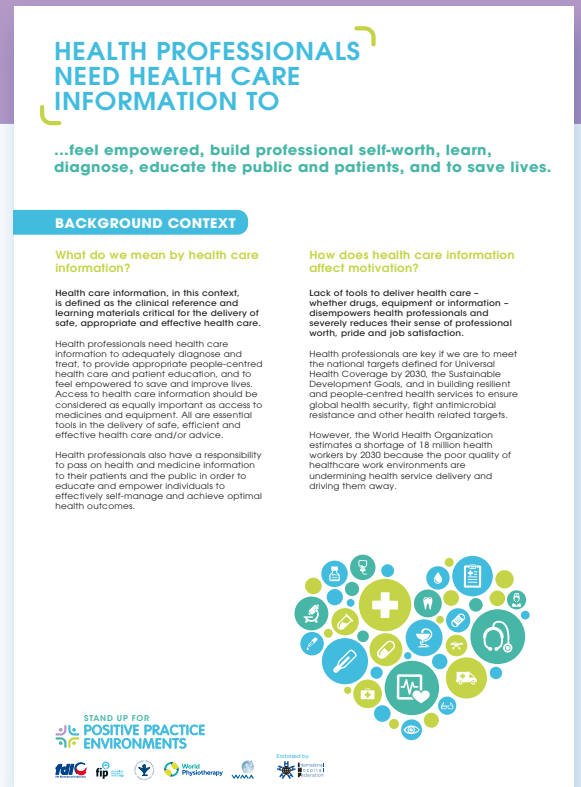 HEALTH PROFESSIONALS
NEED HEALTH CARE
INFORMATION TO
...feel empowered, build professional self-worth, learn,
diagnose, educate the public and patients, and to save lives.
BACKGROUND CONTEXT
What do we mean by health care
information?
Health care information, in this context,
is defined as the clinical reference and
learning materials critical for the delivery of
safe, appropriate and effective health care.
Health professionals need health care
information to adequately diagnose and
treat, to provide appropriate people-centred
health care and patient education, and to
feel empowered to save and improve lives.
Access to health care information should be
considered as equally important as access to
medicines and equipment. All are essential
tools in the delivery of safe, efficient and
effective health care and/or advice.
Health professionals also have a responsibility
to pass on health and medicine information
to their patients and the public in order to
educate and empower individuals to
effectively self-manage and achieve optimal
health outcomes.
How does health care information
affect motivation?
Lack of tools to deliver health care –
whether drugs, equipment or information –
disempowers health professionals and
severely reduces their sense of professional
worth, pride and job satisfaction.
Health professionals are key if we are to meet
the national targets defined for Universal
Health Coverage by 2030, the Sustainable
Development Goals, and in building resilient
and people-centred health services to ensure
global health security, fight antimicrobial
resistance and other health related targets.
However, the World Health Organization
estimates a shortage of 18 million health
workers by 2030 because the poor quality of
healthcare work environments are
undermining health service delivery and
driving them away.
STAND UP FOR
POSITIVE PRACTICE
ENVIRONMENTS
fdi
fip
World
Physiotherapy
WMA
Endorsed by
International
Hospital
Federation